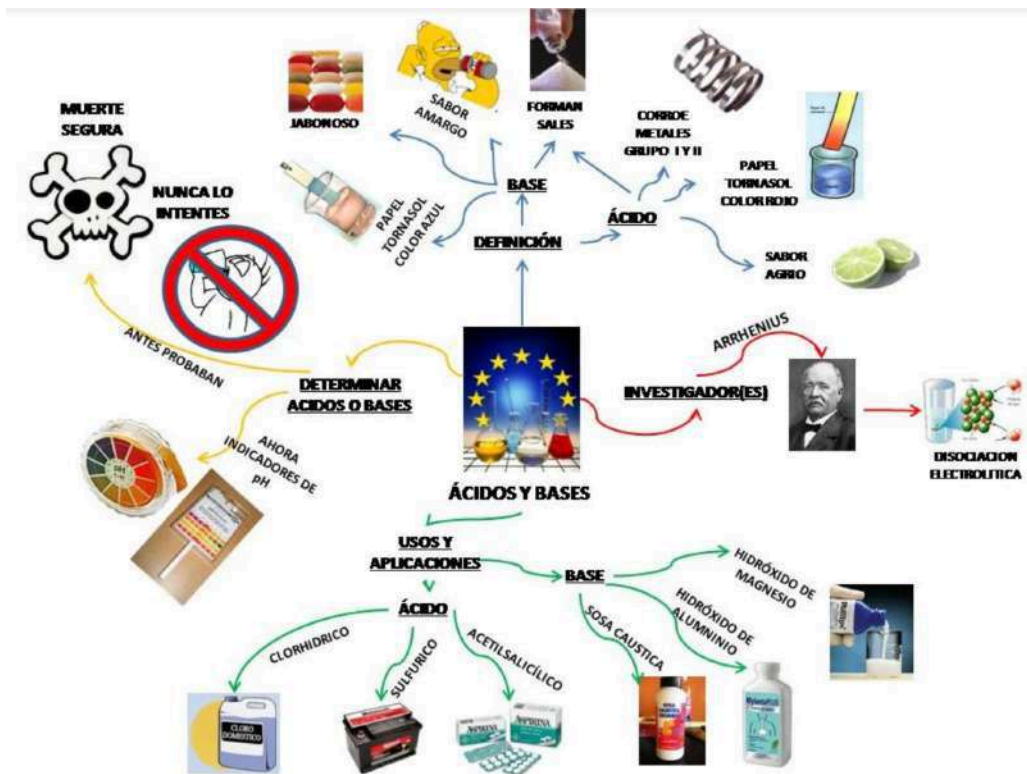 MUERTE
SEGURA
NUNCA LO
INTENTES
JABONOSO
SABOR
AMARGO
FORMAN
SALES
CORROE
METALES
GRUPO I Y II
PAPEL
TORNASOL
COLOR ROJO
BASE
ÁCIDO
PAPEL
TORNASOL
COLOR AZUL
DEFINICIÓN
SABOR
AGRIO
ANTES PROBABAN
DETERMINAR
ACIDOS O BASES
AHORA
INDICADORES DE
pH
pH
ARRHENIUS
INVESTIGADOR(ES)
DISOCIACION
ELECTROLITICA
ÁCIDOS Y BASES
USOS Y
APLICACIONES
BASE
HIDRÓXIDO DE
MAGNESIO
HIDRÓXIDO DE
ALUMNINIO
SOSA CAUSTICA
ÁCIDO
CLORHIDRICO
SULFURICO
ACETILSALICÍLICO
CLORO
DOMESTICO
ASPIRINA
ASPIRINA